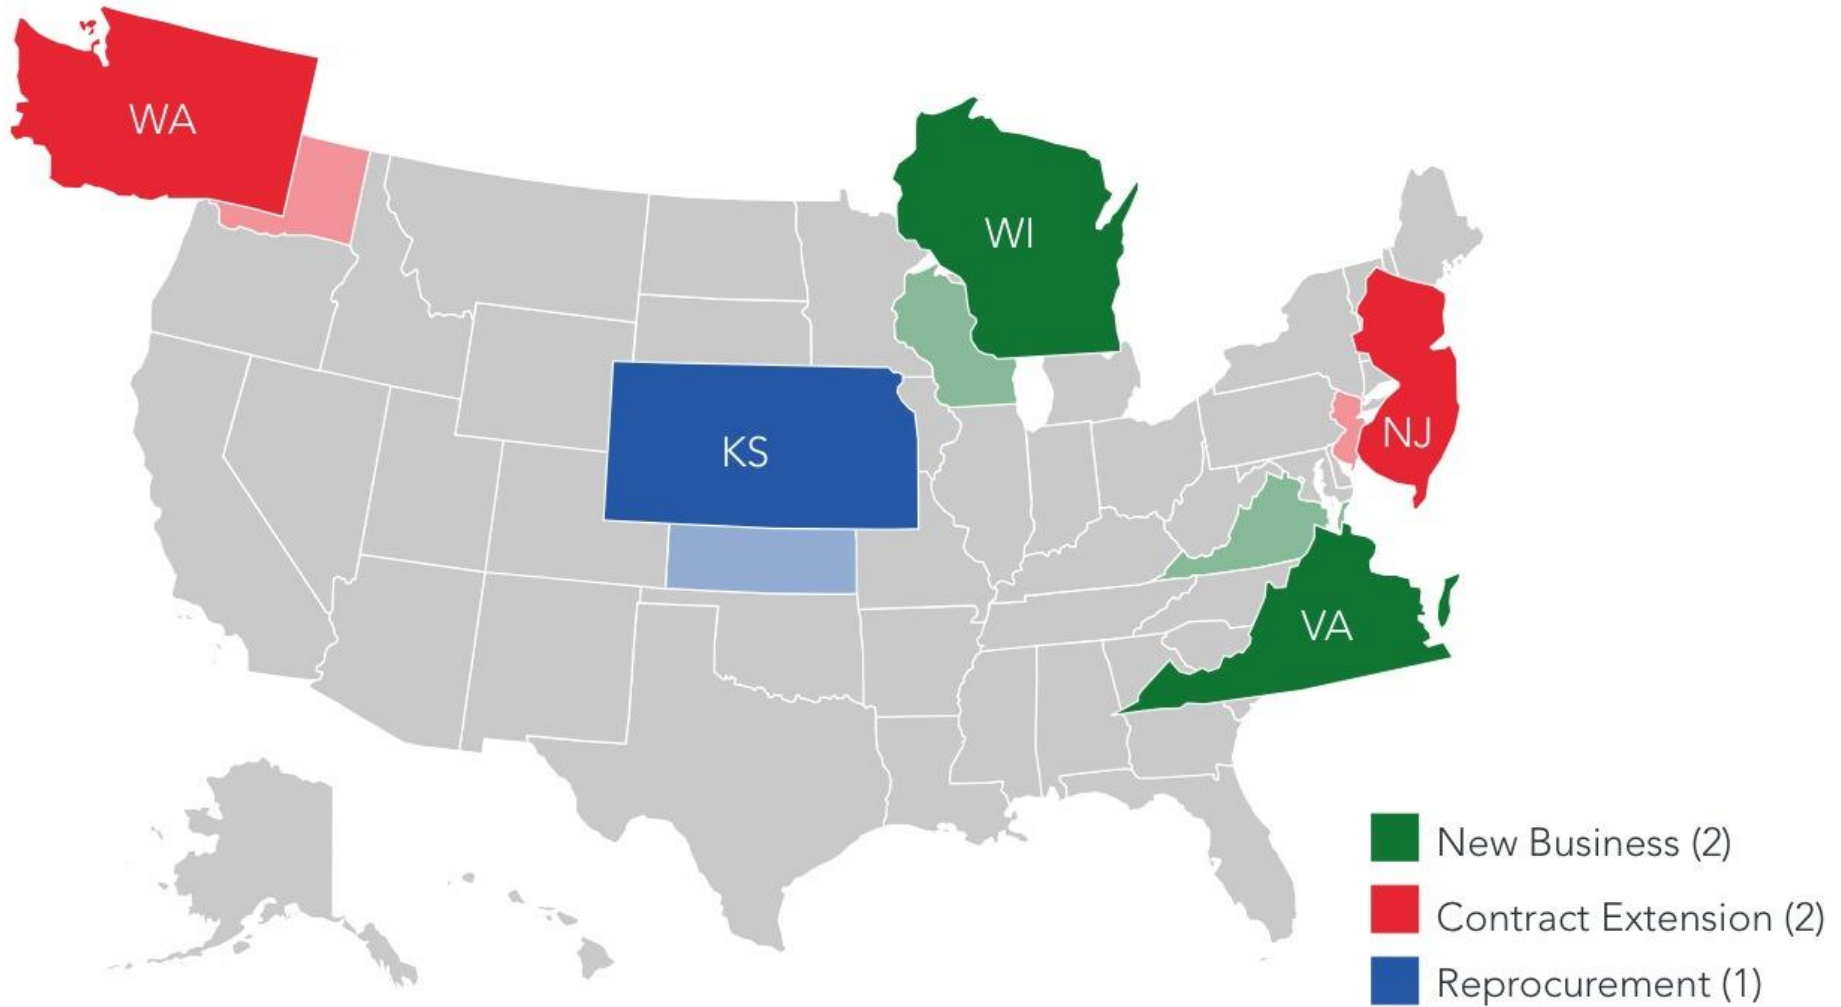 WA
WI
KS
NJ
VA
New Business (2)
Contract Extension (2)
Reprocurement (1)